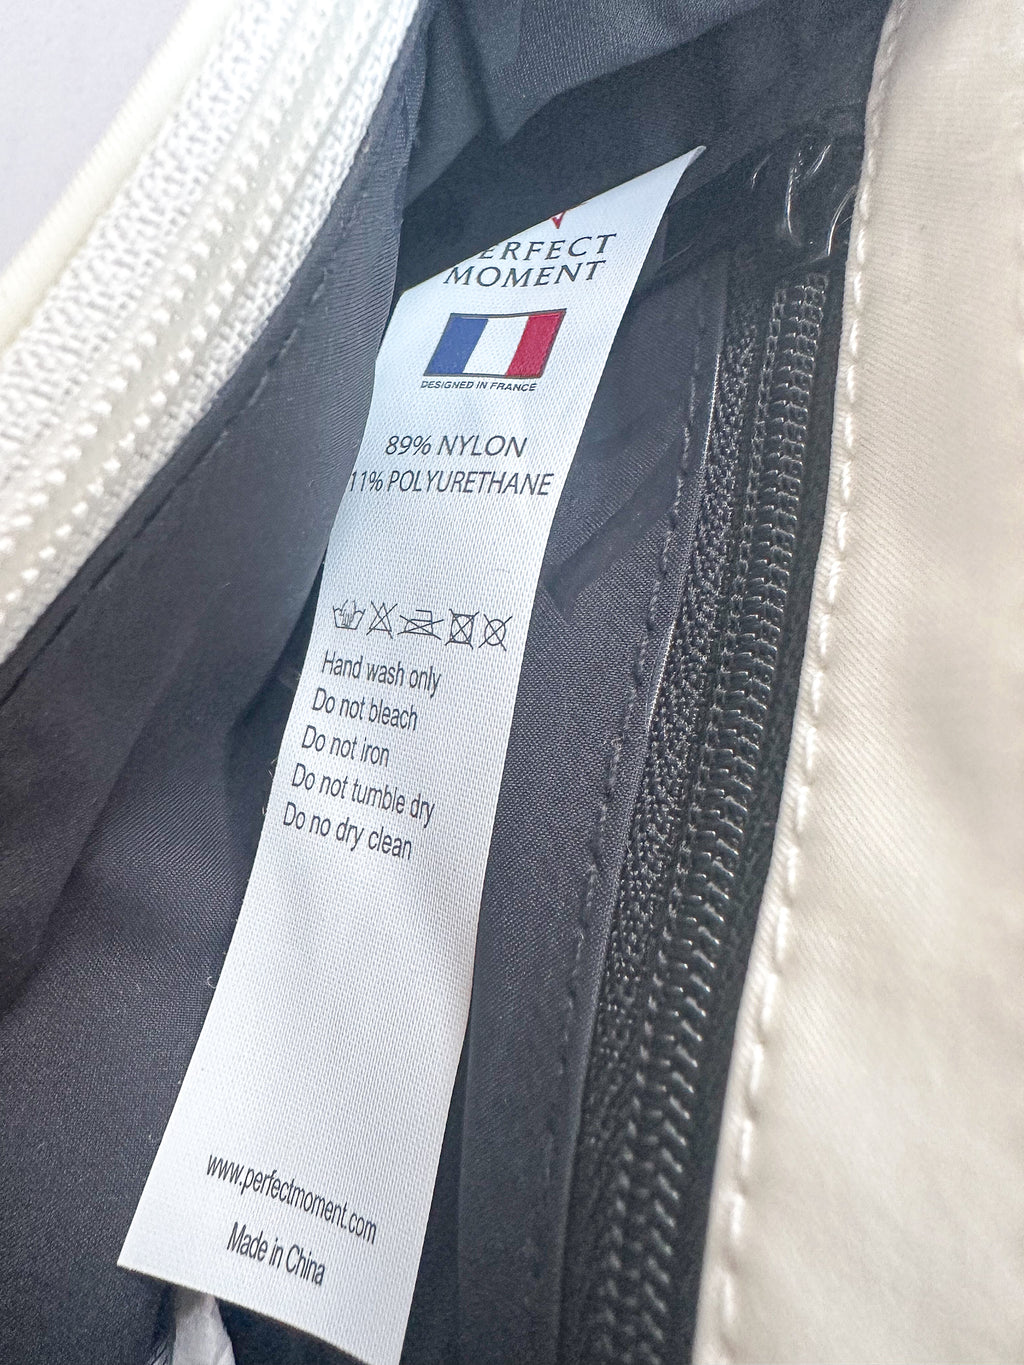 PERFECT
MOMENT
DESIGNED IN FRANCE
89% NYLON
11% POLYURETHANE
Hand wash only
Do not bleach
Do not iron
Do not tumble dry
Do no dry clean
www.perfectmoment.com
Made in China